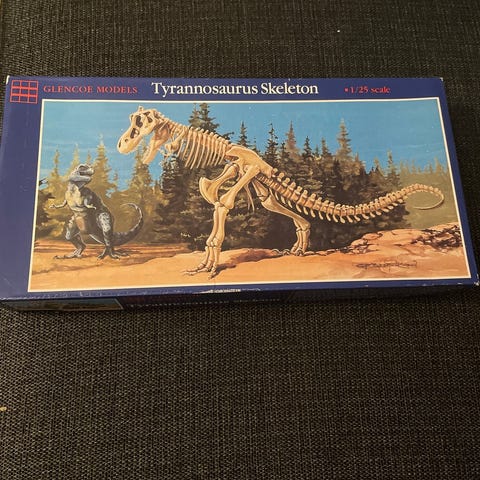 GLENCOE MODELS
Tyrannosaurus Skeleton
1/25 scale